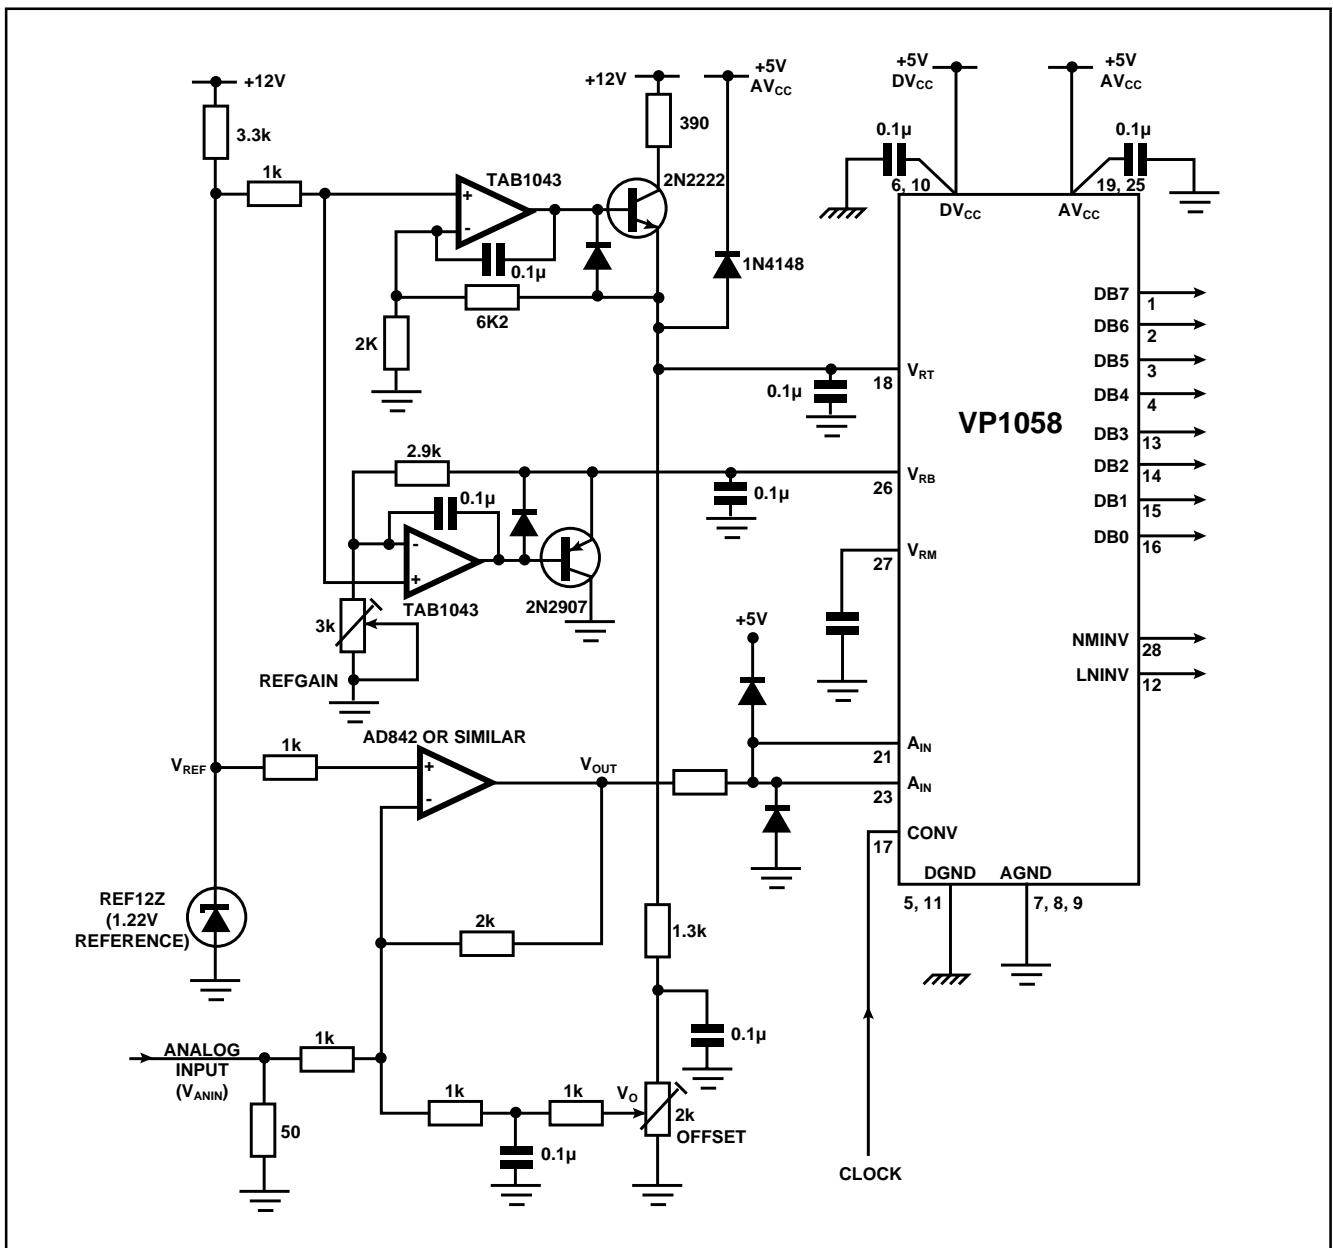 +12V
+12V
+5V
AVCC
+5V
DVCC
+5V
AVCC
3.3k
390
0.1µ
0.1µ
1k
TAB1043
2N2222
6, 10
19, 25
DVCC
AVCC
+
-
0.1µ
1N4148
6K2
2K
DB7
1
DB6
2
DB5
3
DB4
4
DB3
13
DB2
14
DB1
15
DB0
16
0.1µ
18
VRT
VP1058
2.9k
0.1µ
0.1µ
26
VRB
-
+
TAB1043
2N2907
27
VRM
3k
REFGAIN
+5V
NMINV
28
LNINV
12
AD842 OR SIMILAR
1k
VREF
+
-
VOUT
AIN
21
AIN
23
CONV
17
DGND
AGND
5, 11
7, 8, 9
REF12Z
(1.22V
REFERENCE)
2k
1.3k
ANALOG
INPUT
(VANIN)
1k
0.1µ
50
1k
1k
VO
2k
OFFSET
0.1µ
CLOCK